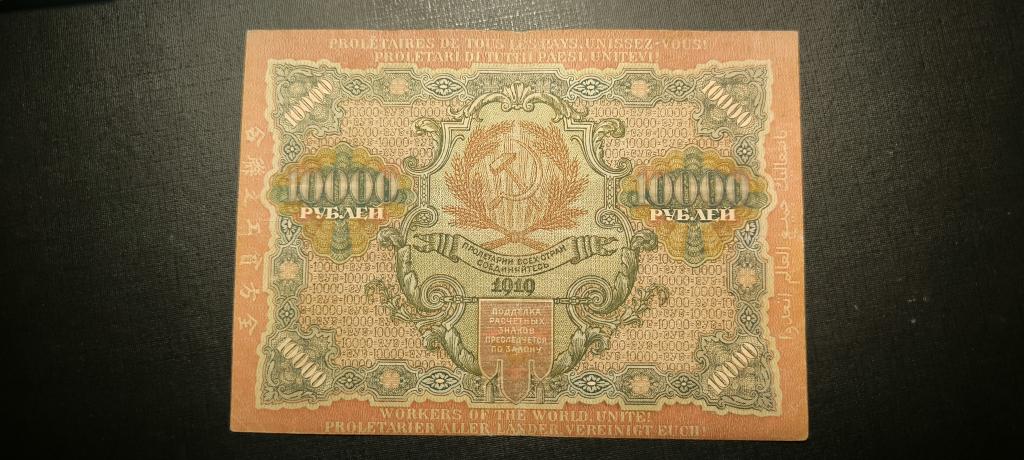 PROLÉTAIRES DE TOUS LES PAYS, UNISSEZ-VOUS!
PROLETARI DI TUTTI I PAESI, UNITEVI!
10000
10000
10000
РУБЛЕЙ
10000
РУБЛЕЙ
ПРОЛЕТАРИИ ВСЕХ СТРАН
СОЕДИНЯЙТЕСЬ
1919
ПОДДЕЛКА
РАСЧЕТНЫХ
ЗНАКОВ
ПРЕСЛЕДУЕТСЯ
ПО ЗАКОНУ
10000
10000
WORKERS OF THE WORLD, UNITE!
PROLETARIER ALLER LÄNDER, VEREINIGT EUCH!